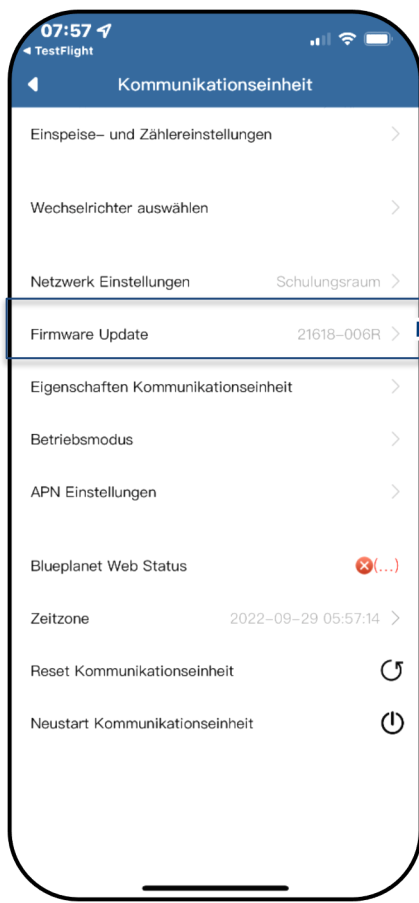 07:57
TestFlight
Kommunikationseinheit
Einspeise- und Zählereinstellungen
Wechselrichter auswählen
Netzwerk Einstellungen Schulungsraum
Firmware Update 21618-006R
Eigenschaften Kommunikationseinheit
Betriebsmodus
APN Einstellungen
Blueplanet Web Status (...)
Zeitzone 2022-09-29 05:57:14
Reset Kommunikationseinheit
Neustart Kommunikationseinheit